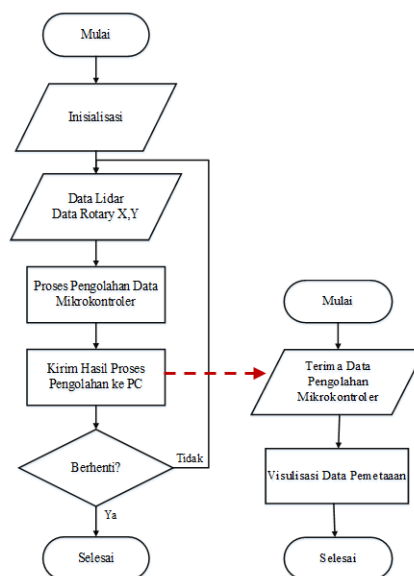 Mulai
Inisialisasi
Data Lidar
Data Rotary X,Y
Proses Pengolahan Data
Mikrokontroler
Kirim Hasil Proses
Pengolahan ke PC
Berhenti?
Tidak
Ya
Selesai
Mulai
Terima Data
Pengolahan
Mikrokontroler
Visulisasi Data Pemetaaan
Selesai